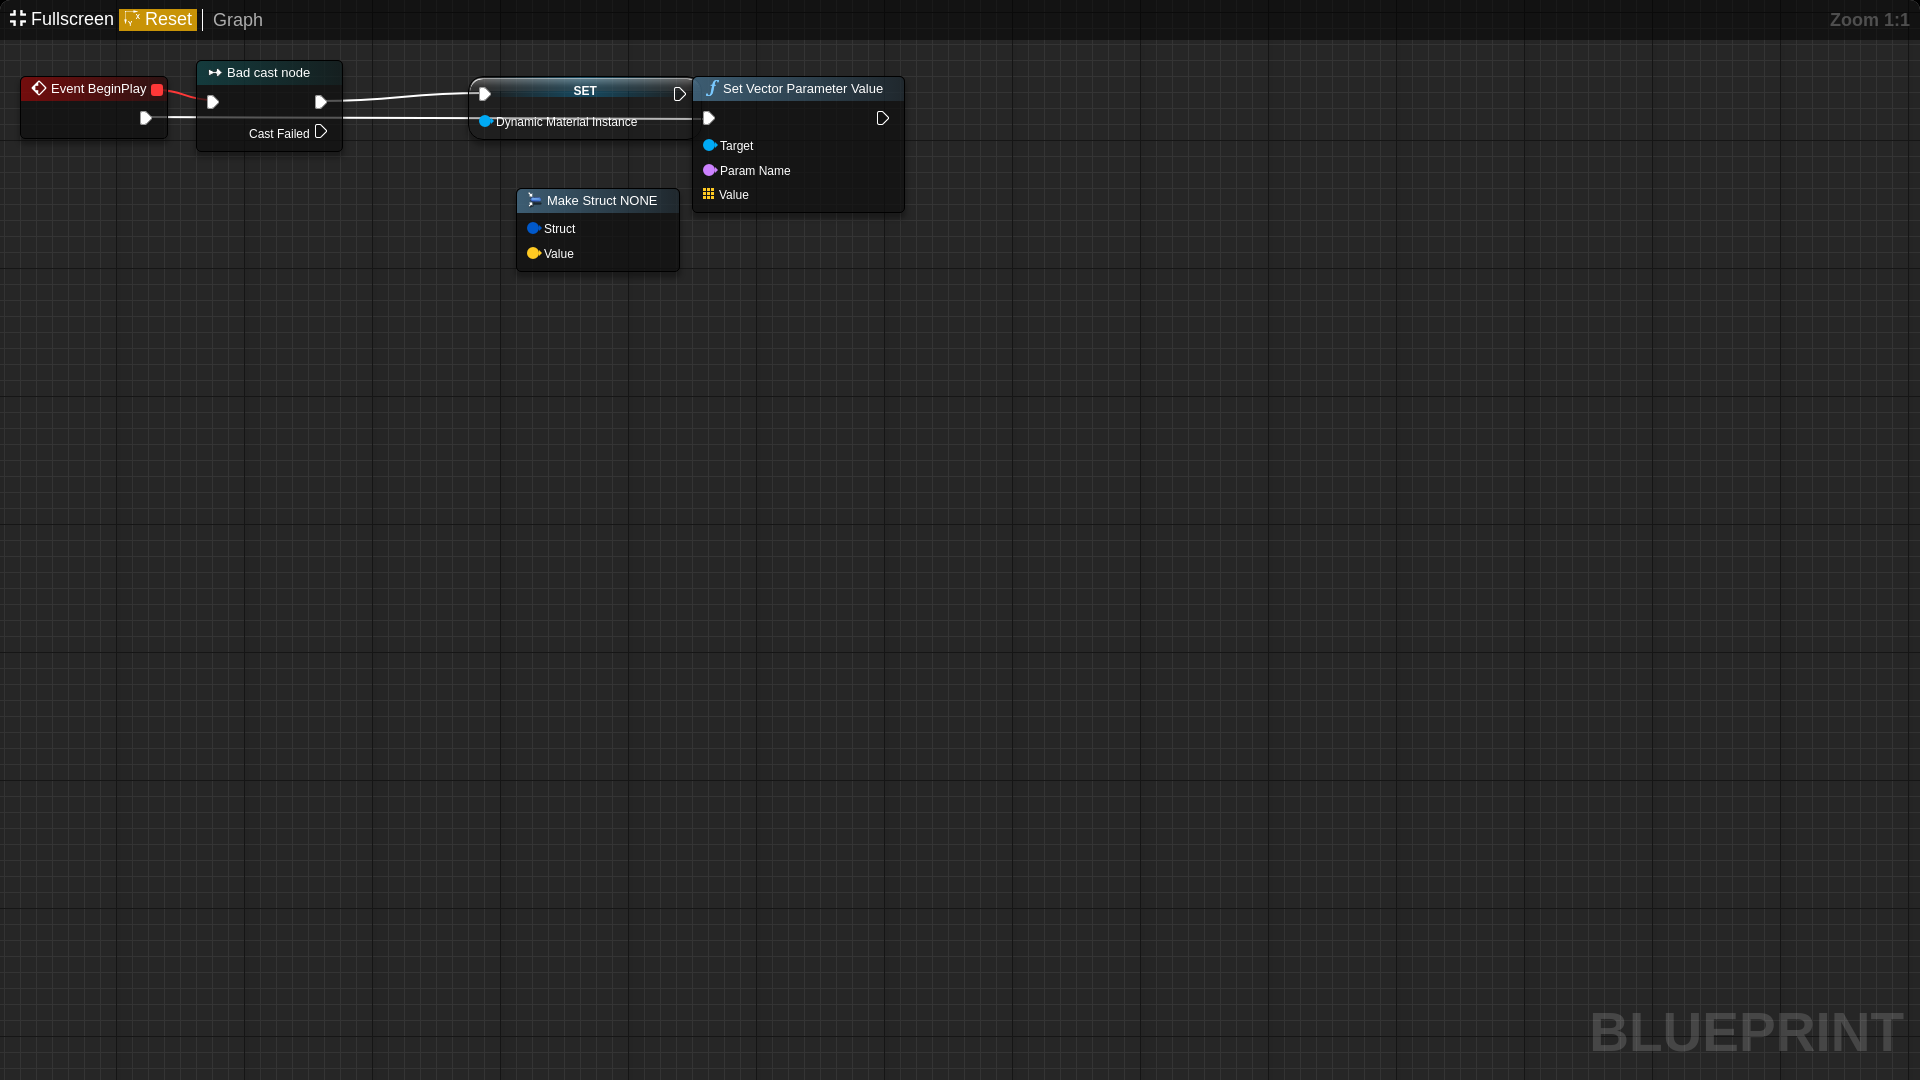 Fullscreen Reset Graph Zoom 1:1
Event BeginPlay
Bad cast node
Cast Failed
SET
Dynamic Material Instance
Set Vector Parameter Value
Target
Param Name
Value
Make Struct NONE
Struct
Value
BLUEPRINT